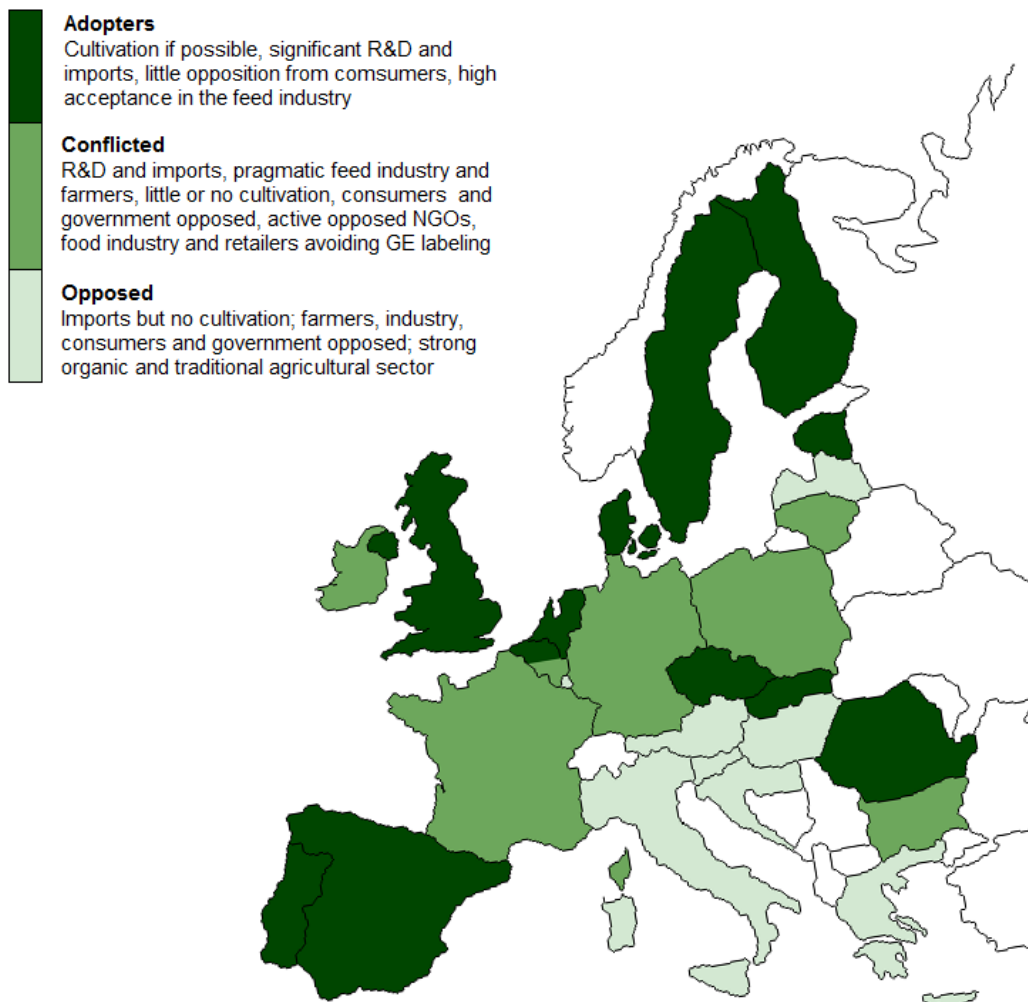 Adopters
Cultivation if possible, significant R&D and
imports, little opposition from comsumers, high
acceptance in the feed industry
Conflicted
R&D and imports, pragmatic feed industry and
farmers, little or no cultivation, consumers and
government opposed, active opposed NGOs,
food industry and retailers avoiding GE labeling
Opposed
Imports but no cultivation; farmers, industry,
consumers and government opposed; strong
organic and traditional agricultural sector